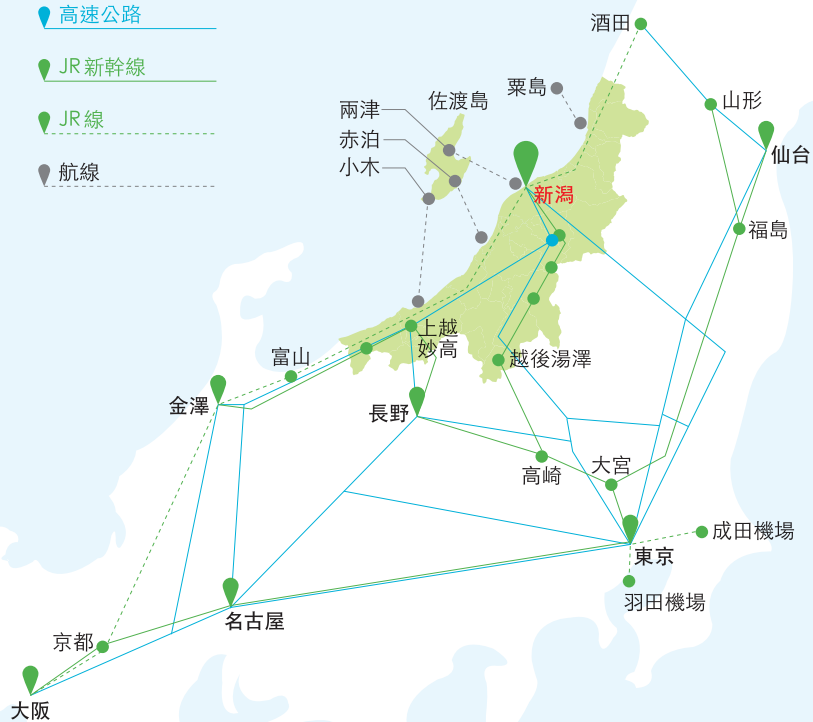 高速公路
JR新幹線
JR線
航線
酒田
山形
仙台
福島
粟島
佐渡島
兩津
赤泊
小木
新潟
上越
妙高
越後湯澤
富山
金澤
長野
高崎
大宮
成田機場
東京
羽田機場
名古屋
京都
大阪